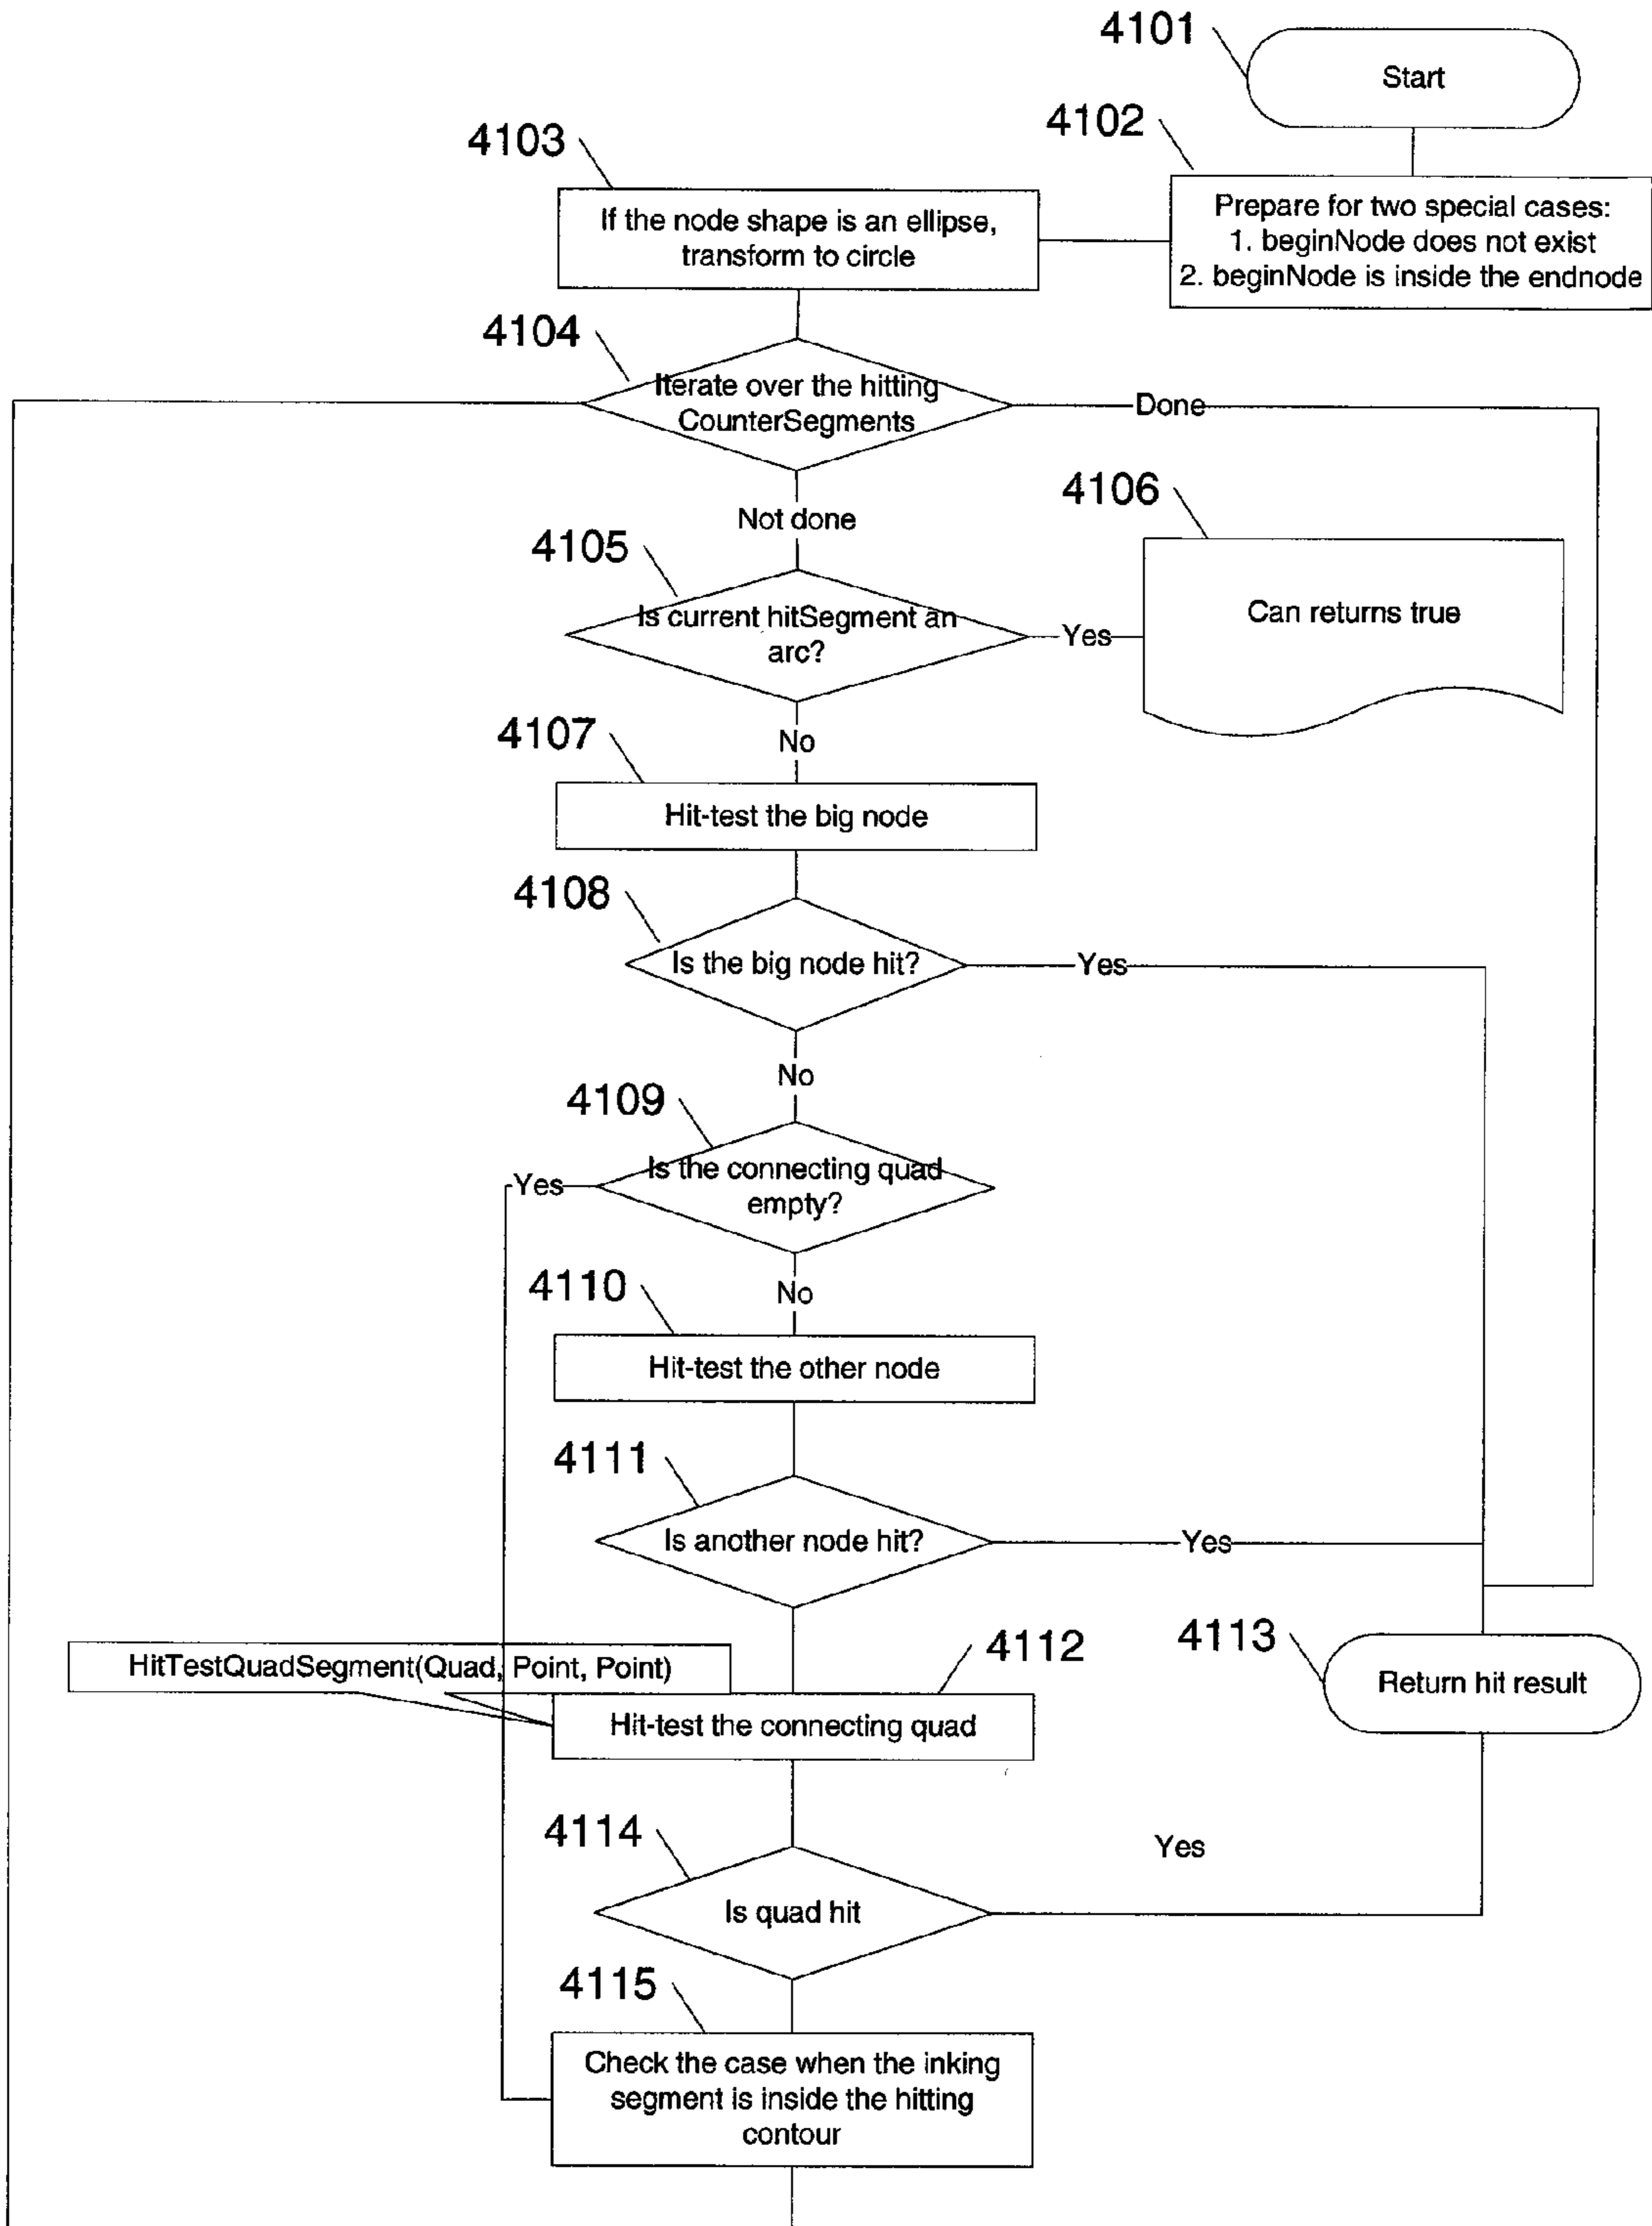 4101
Start
4102
Prepare for two special cases:
1. beginNode does not exist
2. beginNode is inside the endnode
4103
If the node shape is an ellipse,
transform to circle
4104
Iterate over the hitting
CounterSegments
Done
Not done
4105
Is current hitSegment an
arc?
Yes
4106
Can returns true
No
4107
Hit-test the big node
4108
Is the big node hit?
Yes
No
4109
Is the connecting quad
empty?
Yes
No
4110
Hit-test the other node
4111
Is another node hit?
Yes
HitTestQuadSegment(Quad, Point, Point)
4112
Hit-test the connecting quad
4113
Return hit result
4114
Is quad hit
Yes
4115
Check the case when the inking
segment is inside the hitting
contour